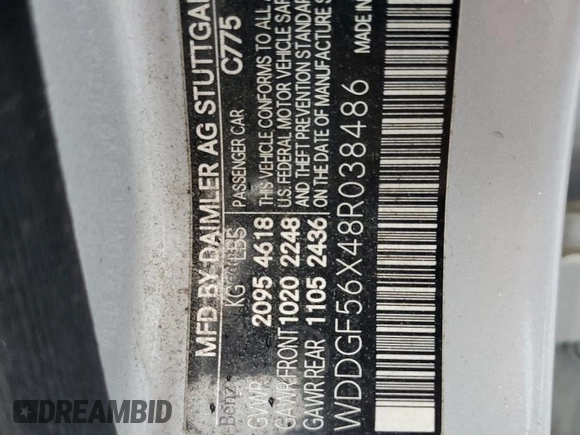 MFD BY DAIMLER AG STUTTGA
C775
PASSENGER CAR
KG LBS
THIS VEHICLE CONFORMS TO ALL
U.S. FEDERAL MOTOR VEHICLE SAF
AND THEFT PREVENTION STANDAR
ON THE DATE OF MANUFACTURE S
Benz
GVWR 2095 4618
GAWR FRONT 1020 2248
GAWR REAR 1105 2436
MADE IN
WDDGF56X48R038486
DREAMBID